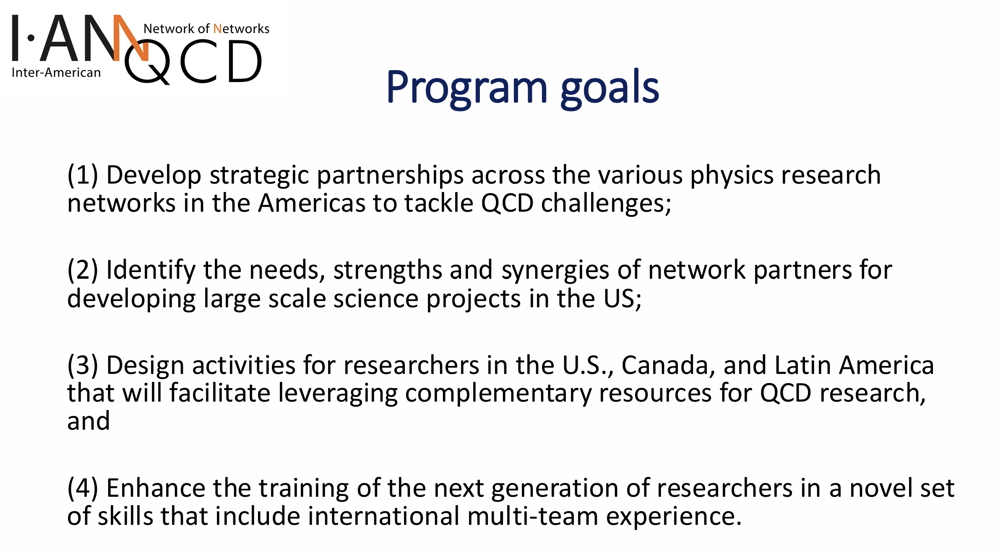 I·ANN
Network of Networks
QCD
Inter-American
Program goals
(1) Develop strategic partnerships across the various physics research
networks in the Americas to tackle QCD challenges;
(2) Identify the needs, strengths and synergies of network partners for
developing large scale science projects in the US;
(3) Design activities for researchers in the U.S., Canada, and Latin America
that will facilitate leveraging complementary resources for QCD research,
and
(4) Enhance the training of the next generation of researchers in a novel set
of skills that include international multi-team experience.